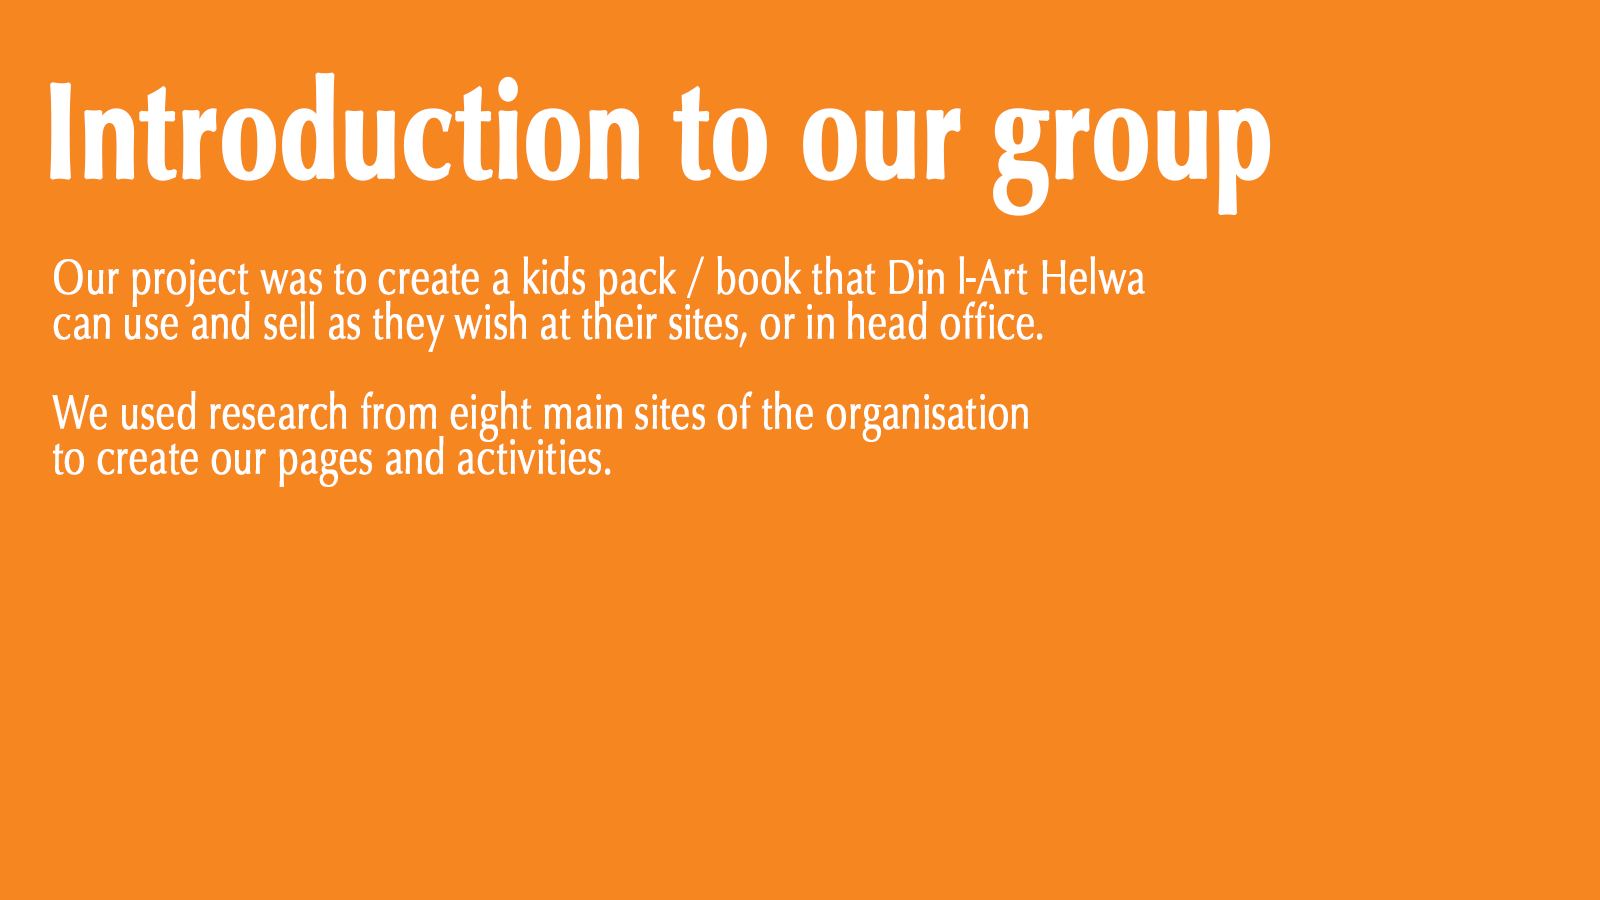 Introduction to our group
Our project was to create a kids pack / book that Din l-Art Helwa
can use and sell as they wish at their sites, or in head office.
We used research from eight main sites of the organisation
to create our pages and activities.